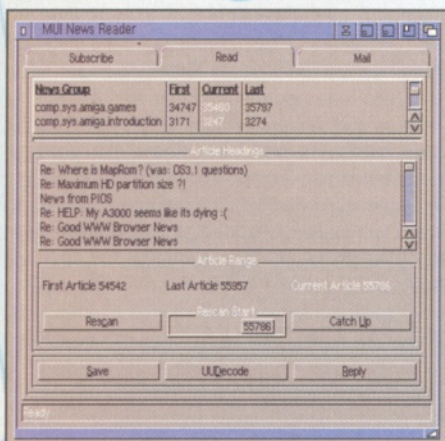 MUI News Reader
Subscribe Read Mail
News Group First Current Last
comp.sys.amiga.games 34747 35460 35797
comp.sys.amiga.introduction 3171 3247 3274
Article Headings
Re: Where is MapRom? (was: OS3.1 questions)
Re: Maximum HD partition size ?!
News from PIOS
Re: HELP: My A3000 seems like its dying :(
Re: Good WWW Browser News
Re: Good WWW Browser News
Article Range
First Article 54542 Last Article 55957 Current Article 55786
Rescan Start
Rescan 55786 Catch Up
Save UUDecode Reply
Ready